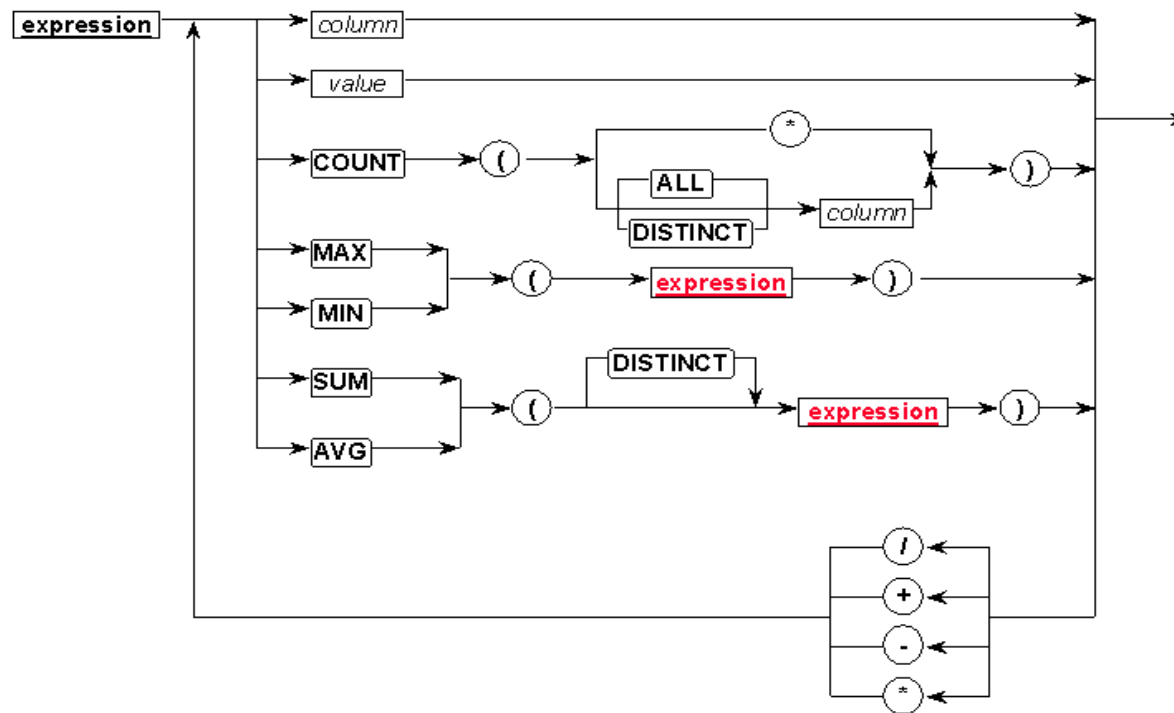 expression column
value
*
COUNT ( )
ALL
column
DISTINCT
MAX
( expression )
MIN
DISTINCT
SUM
( expression )
AVG
/
+
-
*